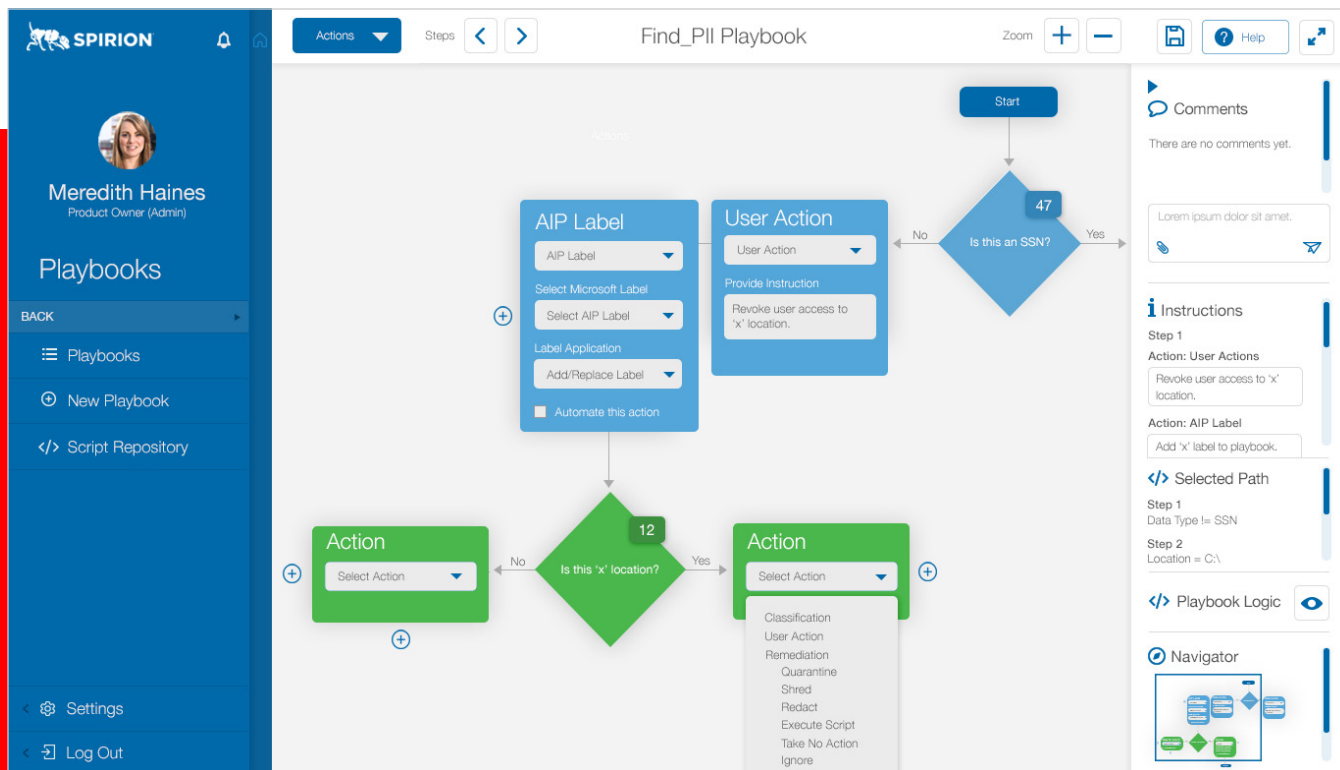 SPIRION
Meredith Haines
Product Owner (Admin)
Playbooks
BACK
Playbooks
New Playbook
</> Script Repository
Settings
Log Out
Actions
Steps
Find_PII Playbook
Zoom
Help
Actions
Start
47
Is this an SSN?
No
Yes
User Action
User Action
Provide Instruction
Revoke user access to
‘x’ location.
AIP Label
AIP Label
Select Microsoft Label
Select AIP Label
Label Application
Add/Replace Label
Automate this action
12
Is this ‘x’ location?
No
Yes
Action
Select Action
Action
Select Action
Classification
User Action
Remediation
Quarantine
Shred
Redact
Execute Script
Take No Action
Ignore
Comments
There are no comments yet.
Lorem ipsum dolor sit amet.
Instructions
Step 1
Action: User Actions
Revoke user access to ‘x’
location.
Action: AIP Label
Add ‘x’ label to playbook.
</> Selected Path
Step 1
Data Type != SSN
Step 2
Location = C:\
</> Playbook Logic
Navigator